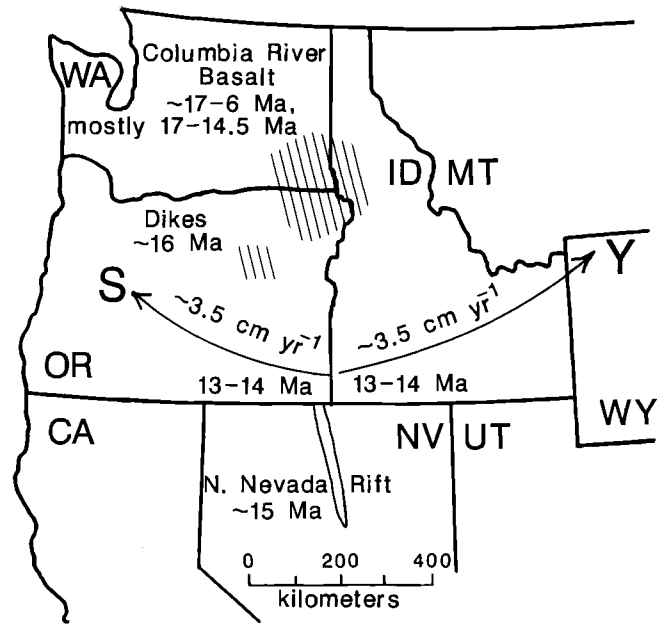 Columbia River
Basalt
~17-6 Ma,
mostly 17-14.5 Ma
WA
ID
MT
Dikes
~16 Ma
S
Y
~3.5 cm yr⁻¹
~3.5 cm yr⁻¹
OR
13-14 Ma
13-14 Ma
WY
CA
NV
UT
N. Nevada Rift
~15 Ma
0 200 400
kilometers